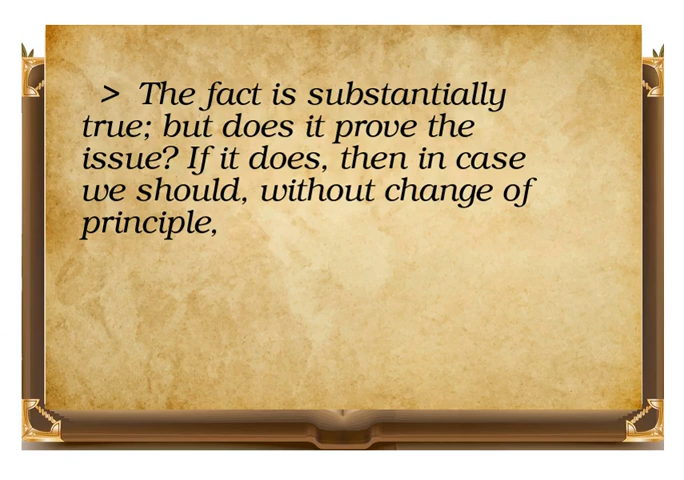 > The fact is substantially
true; but does it prove the
issue? If it does, then in case
we should, without change of
principle,